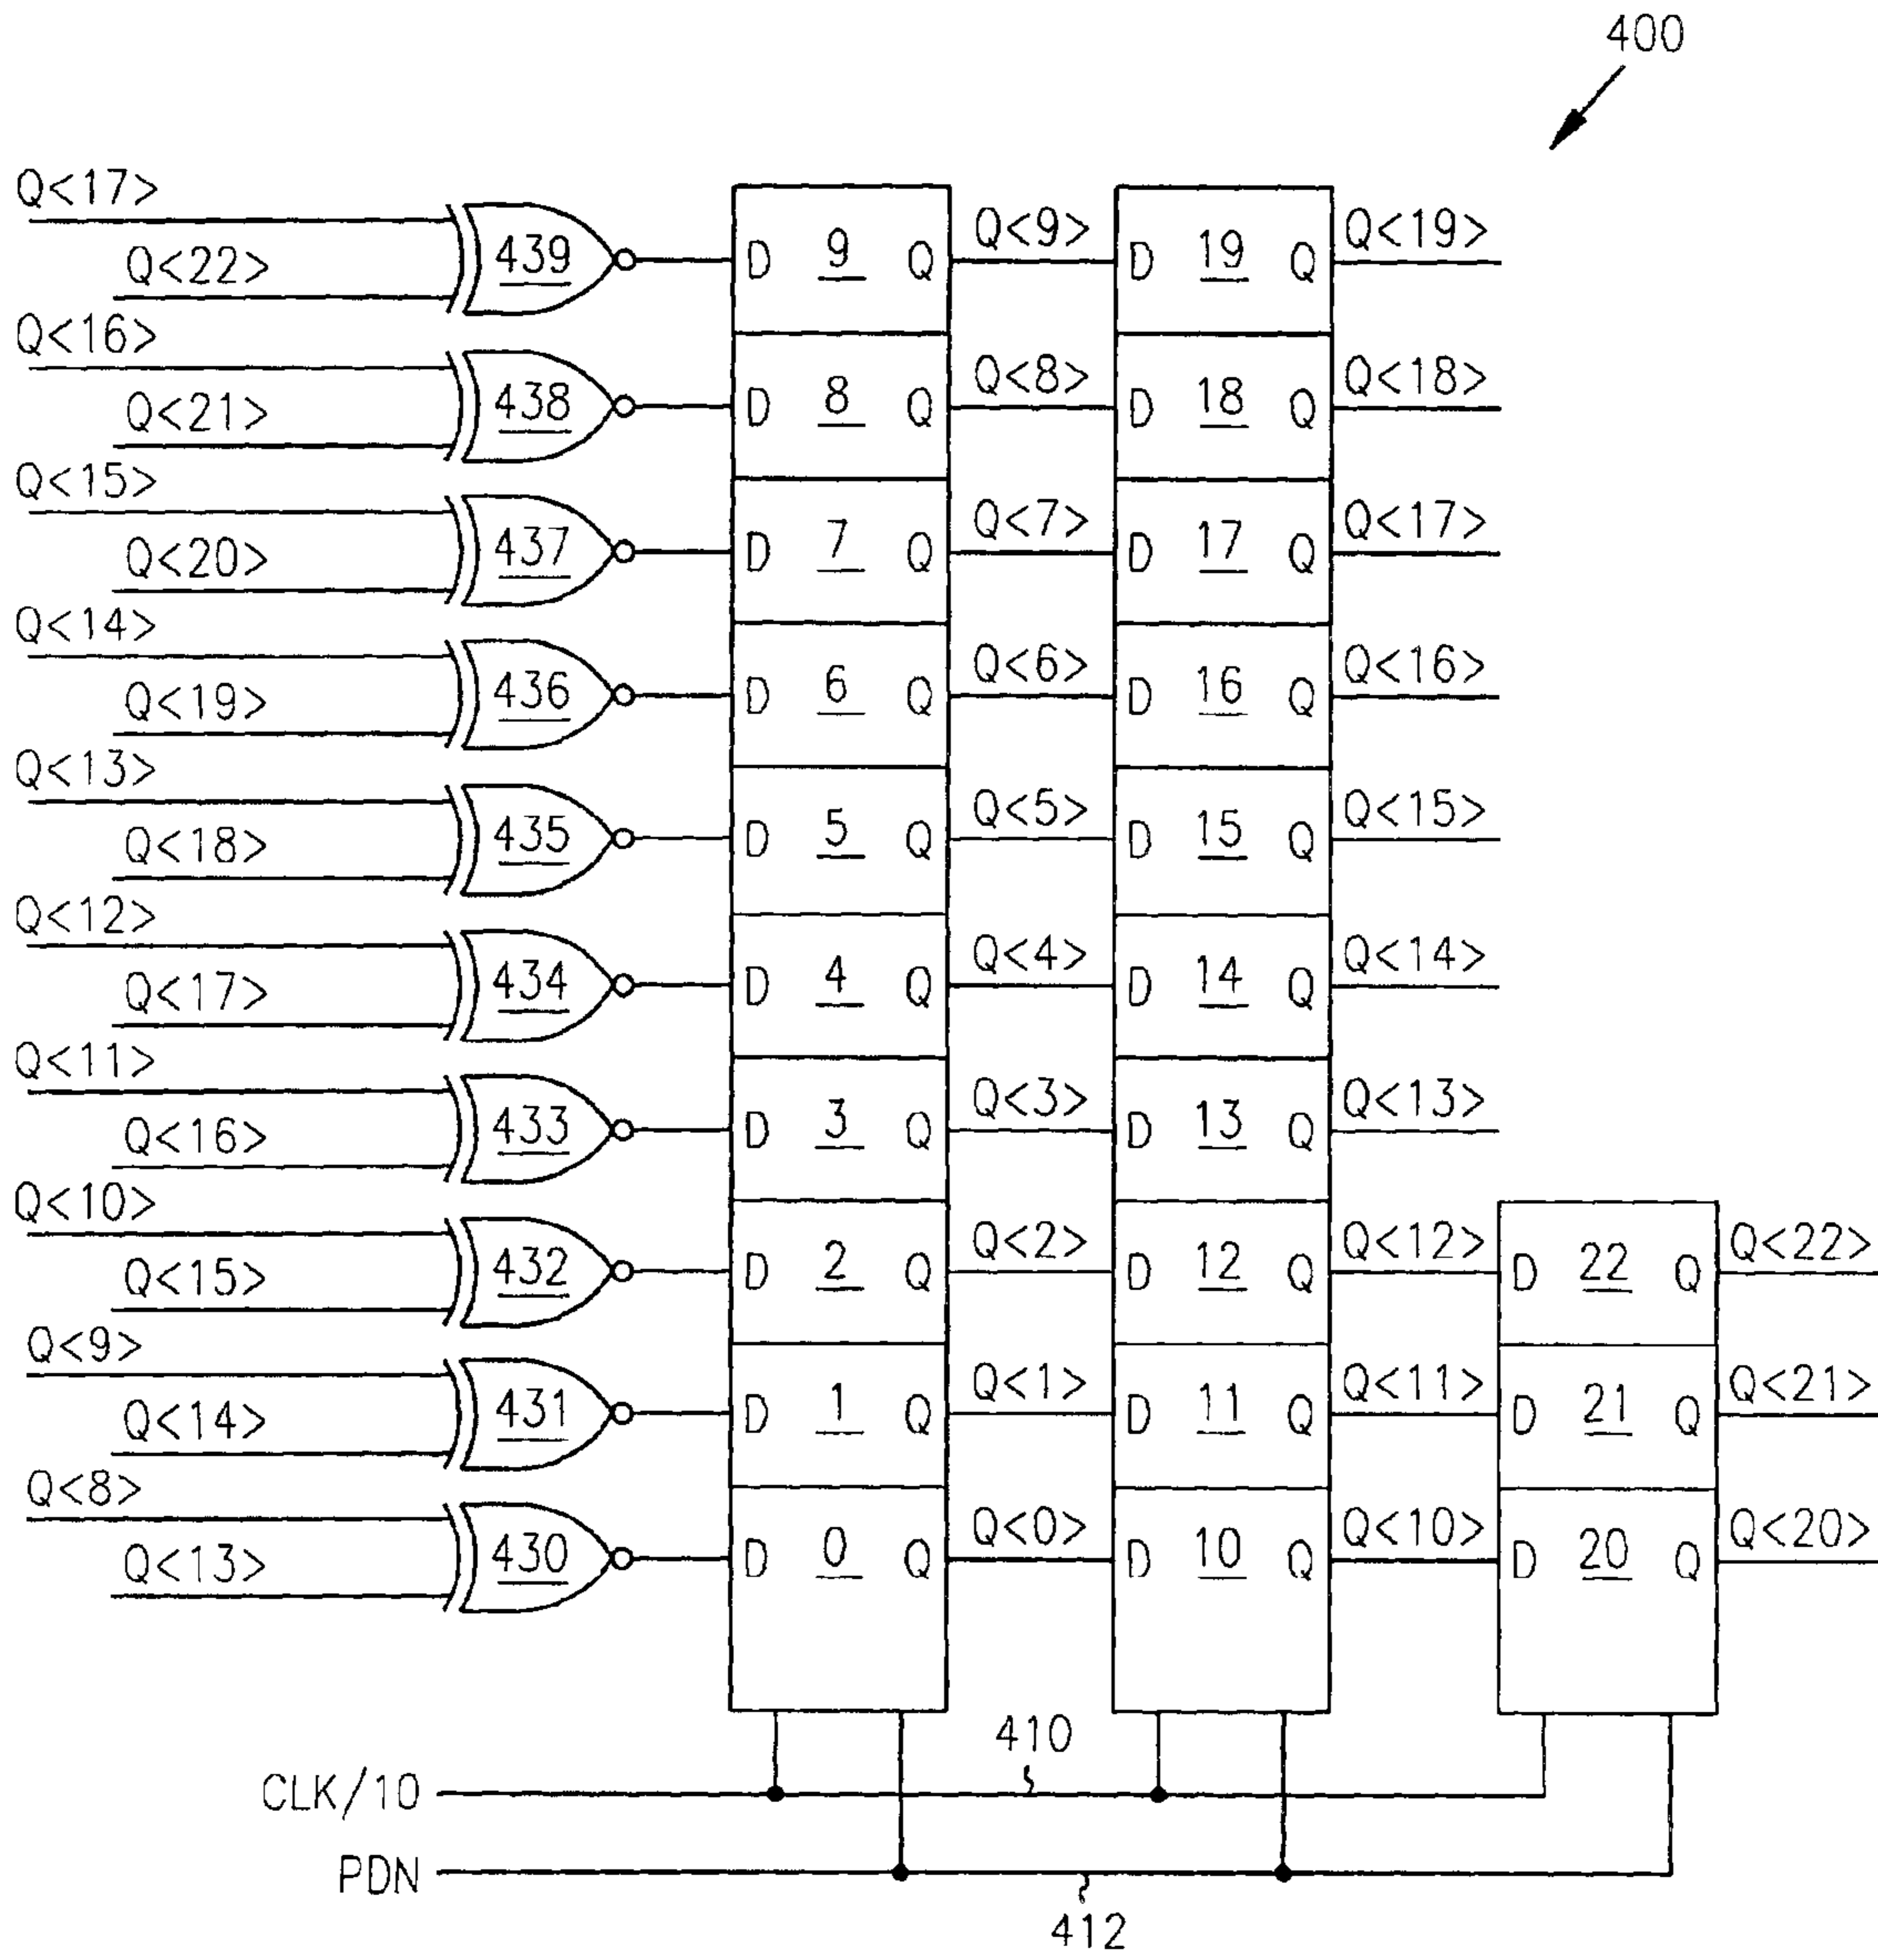 400
Q<17>
Q<22> 439 D 9 Q Q<9> D 19 Q Q<19>
Q<16>
Q<21> 438 D 8 Q Q<8> D 18 Q Q<18>
Q<15>
Q<20> 437 D 7 Q Q<7> D 17 Q Q<17>
Q<14>
Q<19> 436 D 6 Q Q<6> D 16 Q Q<16>
Q<13>
Q<18> 435 D 5 Q Q<5> D 15 Q Q<15>
Q<12>
Q<17> 434 D 4 Q Q<4> D 14 Q Q<14>
Q<11>
Q<16> 433 D 3 Q Q<3> D 13 Q Q<13>
Q<10>
Q<15> 432 D 2 Q Q<2> D 12 Q Q<12> D 22 Q Q<22>
Q<9>
Q<14> 431 D 1 Q Q<1> D 11 Q Q<11> D 21 Q Q<21>
Q<8>
Q<13> 430 D 0 Q Q<0> D 10 Q Q<10> D 20 Q Q<20>
410
CLK/10
PDN
412